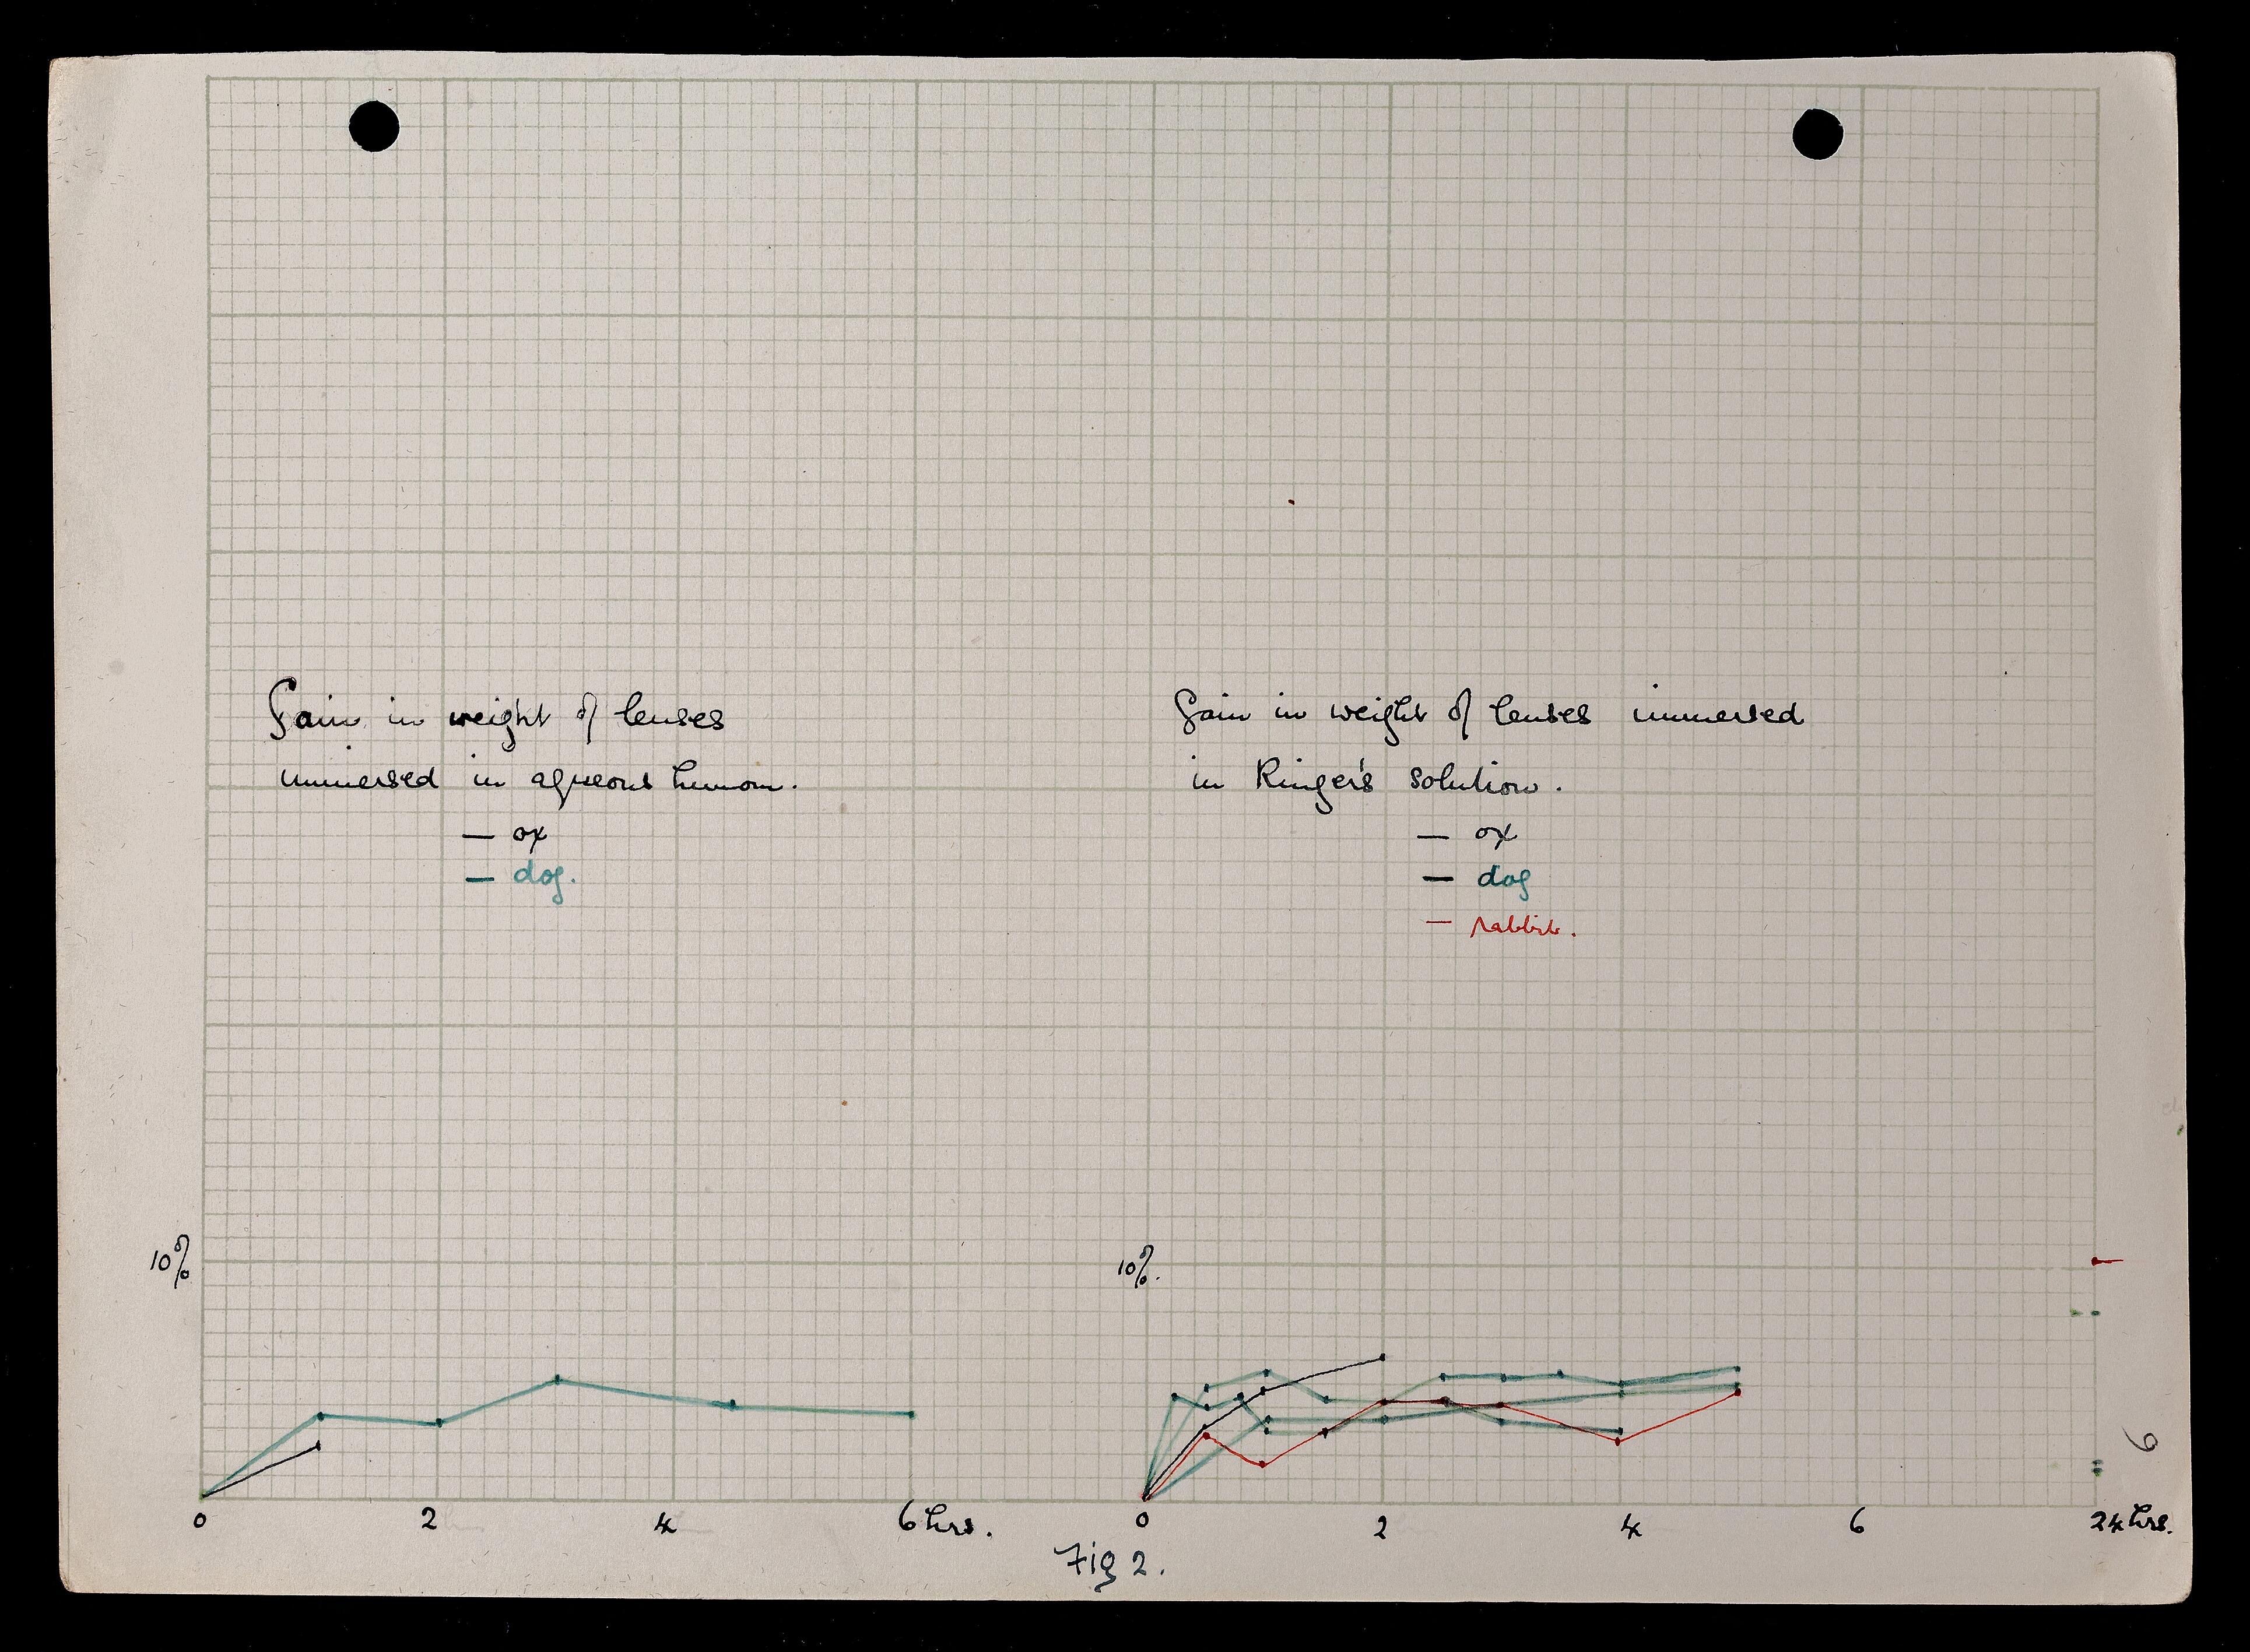 Gain in weight of lenses
immersed in aqueous humour.
— ox
— dog.
Gain in weight of lenses immersed
in Ringer's solution.
— ox
— dog
— rabbit.
10%
10%.
6
0 2 4 6 hrs.
0 2 4 6 24 hrs.
Fig 2.